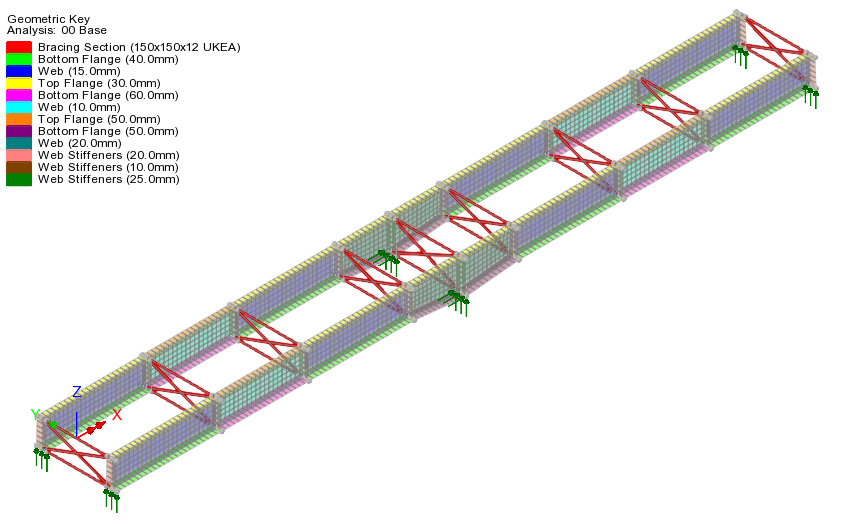 Geometric Key
Analysis: 00 Base
Bracing Section (150x150x12 UKEA)
Bottom Flange (40.0mm)
Web (15.0mm)
Top Flange (30.0mm)
Bottom Flange (60.0mm)
Web (10.0mm)
Top Flange (50.0mm)
Bottom Flange (50.0mm)
Web (20.0mm)
Web Stiffeners (20.0mm)
Web Stiffeners (10.0mm)
Web Stiffeners (25.0mm)
Z
Y
X